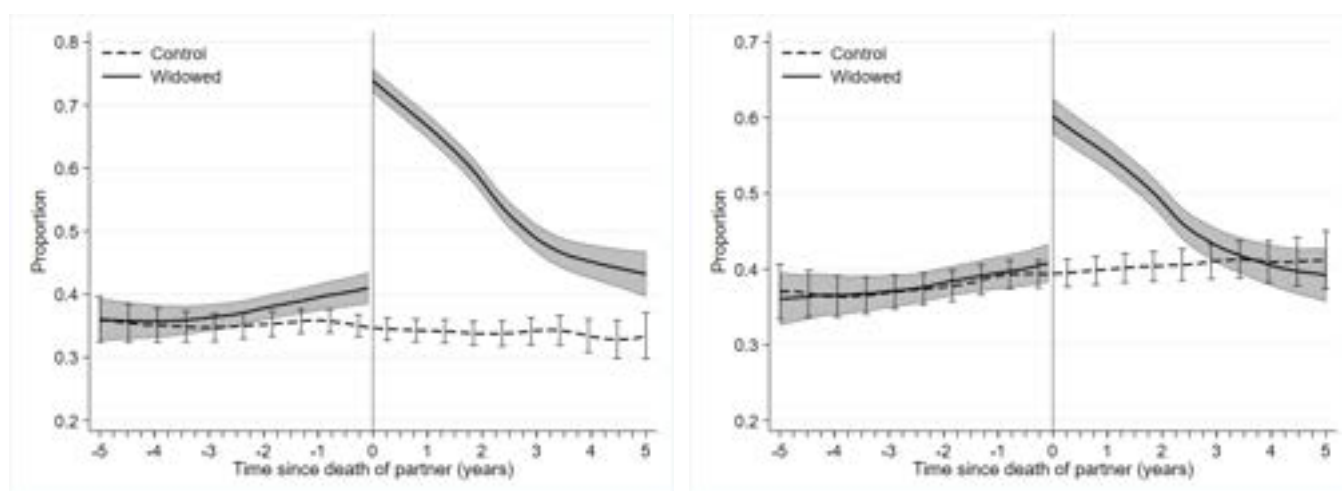 Control
Widowed
0.8
0.7
0.6
0.5
0.4
0.3
0.2
Proportion
-5 -4 -3 -2 -1 0 1 2 3 4 5
Time since death of partner (years)
Control
Widowed
0.7
0.6
0.5
0.4
0.3
0.2
Proportion
-5 -4 -3 -2 -1 0 1 2 3 4 5
Time since death of partner (years)